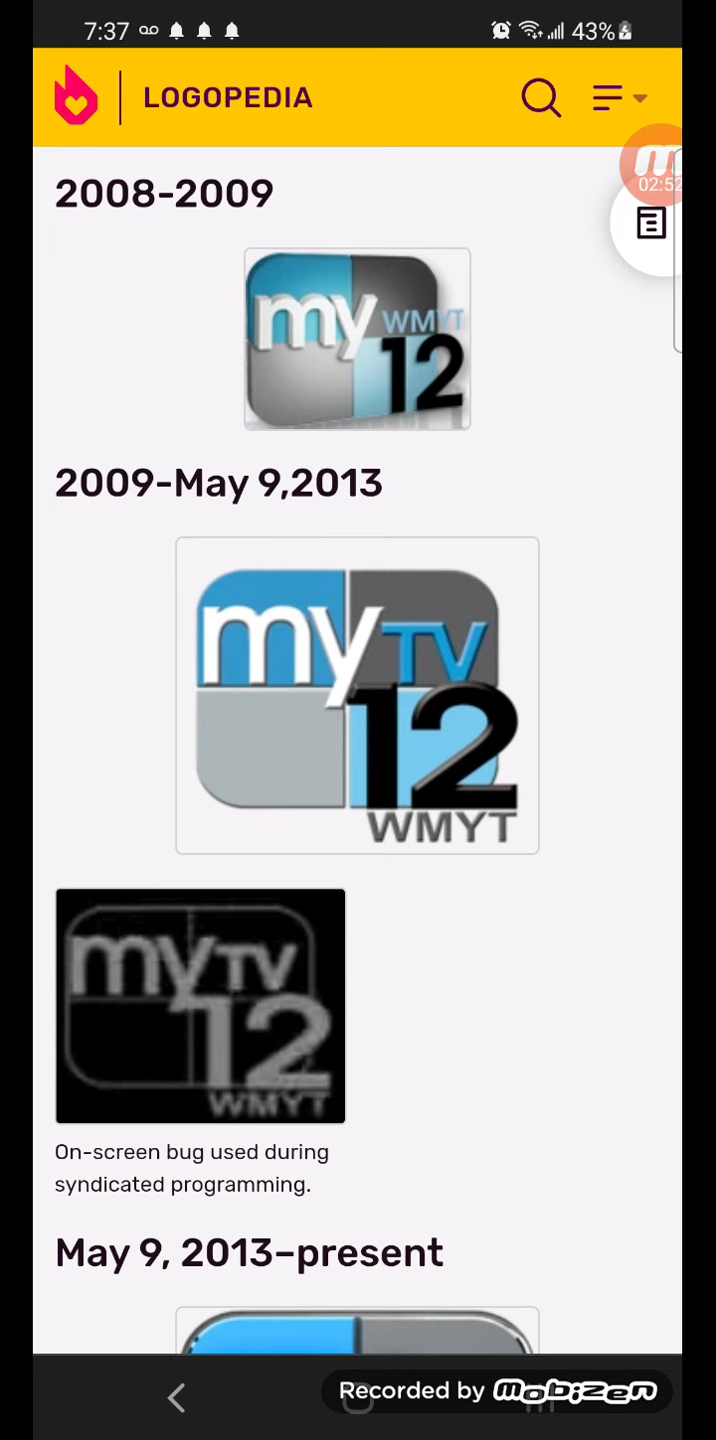 7:37 43%
LOGOPEDIA
02:52
2008-2009
my WMYT
12
2009-May 9,2013
my TV
12
WMYT
my TV
12
WMYT
On-screen bug used during
syndicated programming.
May 9, 2013–present
Recorded by mobizen